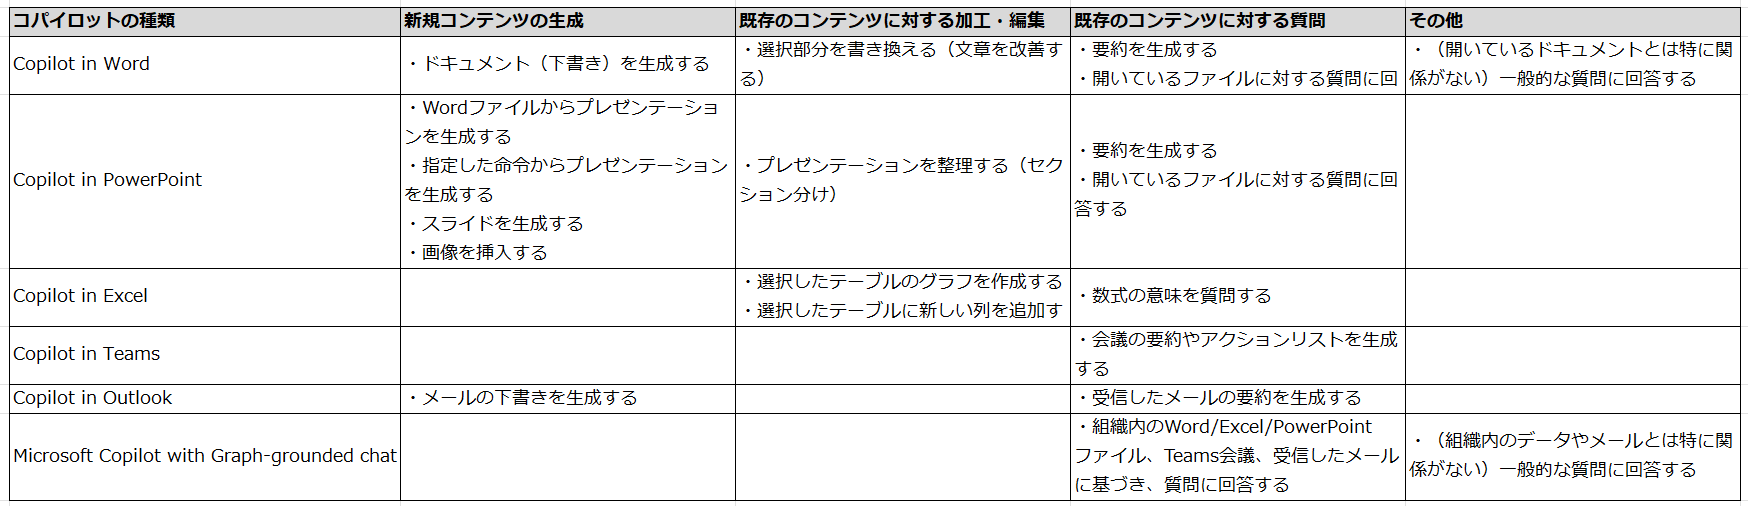 コパイロットの種類
新規コンテンツの生成
既存のコンテンツに対する加工・編集
既存のコンテンツに対する質問
その他
Copilot in Word
・ドキュメント（下書き）を生成する
・選択部分を書き換える（文章を改善す
る）
・要約を生成する
・開いているファイルに対する質問に回
・（開いているドキュメントとは特に関
係がない）一般的な質問に回答する
Copilot in PowerPoint
・Wordファイルからプレゼンテーショ
ンを生成する
・指定した命令からプレゼンテーション
を生成する
・スライドを生成する
・画像を挿入する
・プレゼンテーションを整理する（セク
ション分け）
・要約を生成する
・開いているファイルに対する質問に回
答する
Copilot in Excel
・選択したテーブルのグラフを作成する
・選択したテーブルに新しい列を追加す
・数式の意味を質問する
Copilot in Teams
・会議の要約やアクションリストを生成
する
Copilot in Outlook
・メールの下書きを生成する
・受信したメールの要約を生成する
Microsoft Copilot with Graph-grounded chat
・組織内のWord/Excel/PowerPoint
ファイル、Teams会議、受信したメール
に基づき、質問に回答する
・（組織内のデータやメールとは特に関
係がない）一般的な質問に回答する